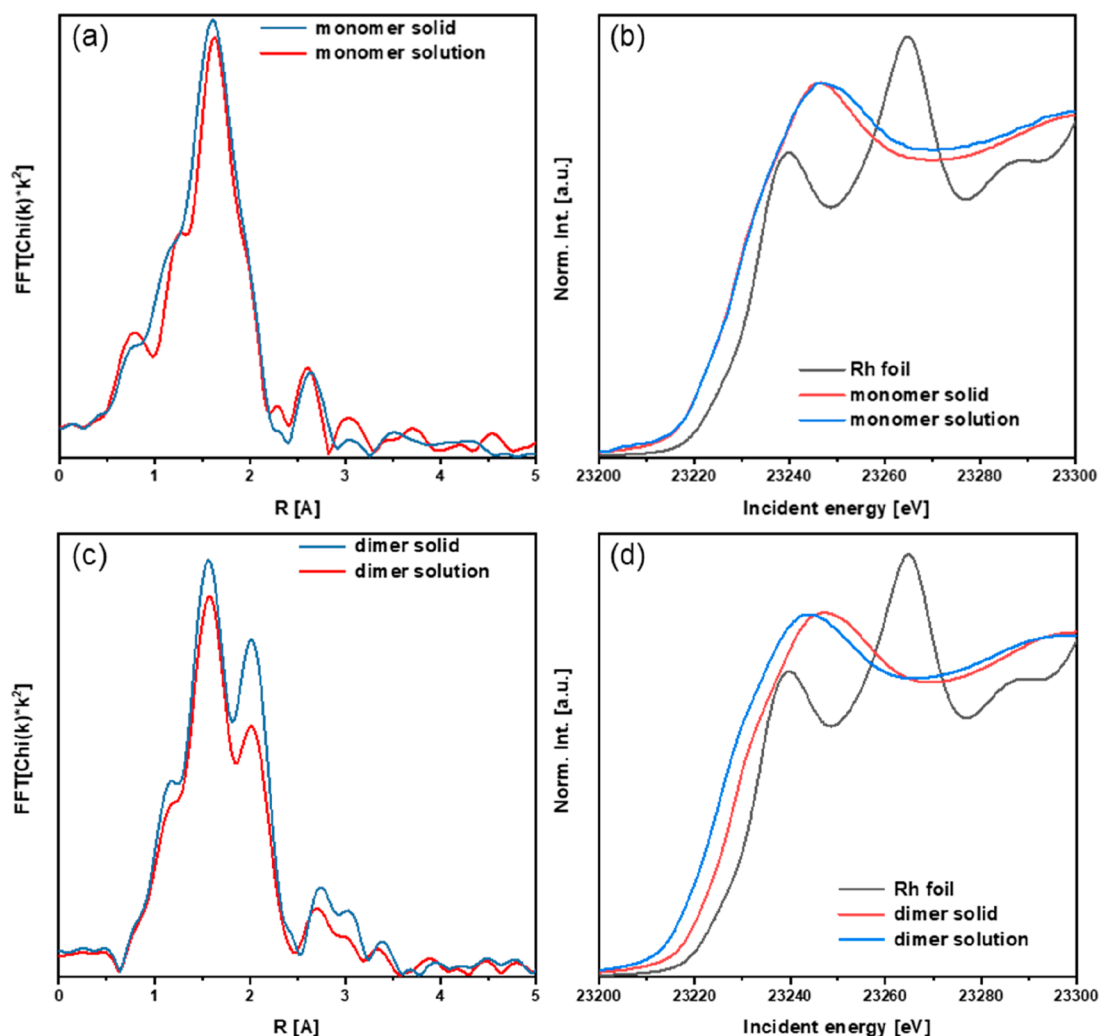 (a)
monomer solid
monomer solution
FFT[Chi(k)*k²]
0 1 2 3 4 5
R [A]
(b)
Norm. Int. [a.u.]
Rh foil
monomer solid
monomer solution
23200 23220 23240 23260 23280 23300
Incident energy [eV]
(c)
dimer solid
dimer solution
FFT[Chi(k)*k²]
0 1 2 3 4 5
R [A]
(d)
Norm. Int. [a.u.]
Rh foil
dimer solid
dimer solution
23200 23220 23240 23260 23280 23300
Incident energy [eV]